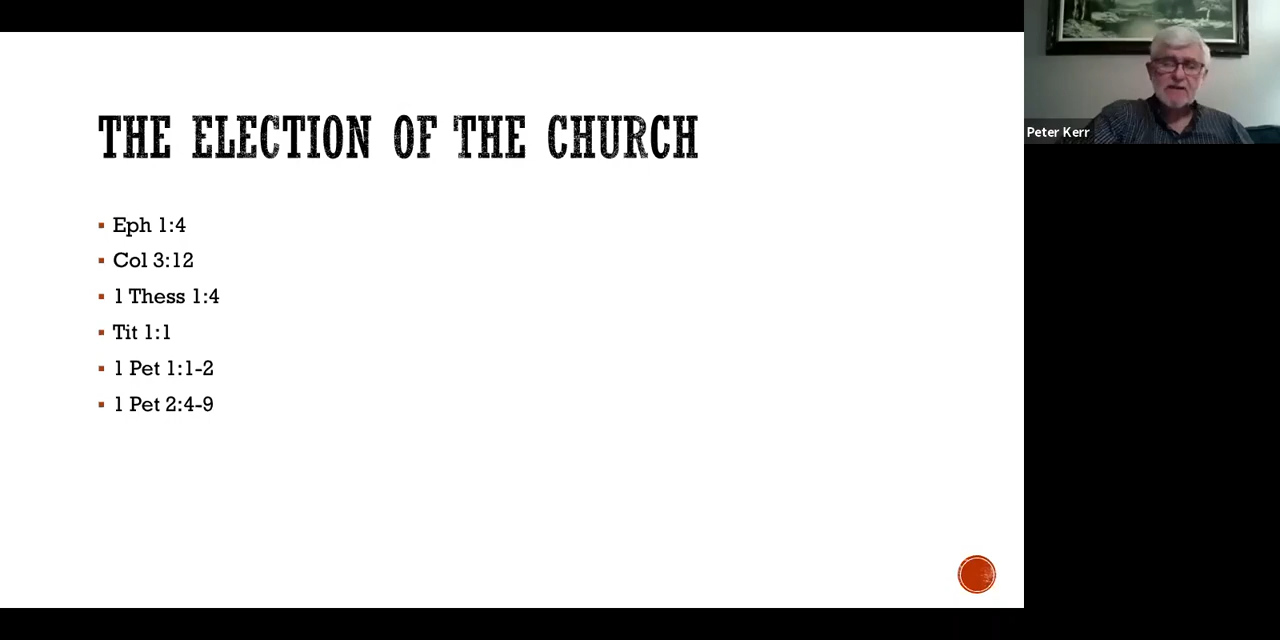 THE ELECTION OF THE CHURCH
Eph 1:4
Col 3:12
1 Thess 1:4
Tit 1:1
1 Pet 1:1-2
1 Pet 2:4-9
Peter Kerr